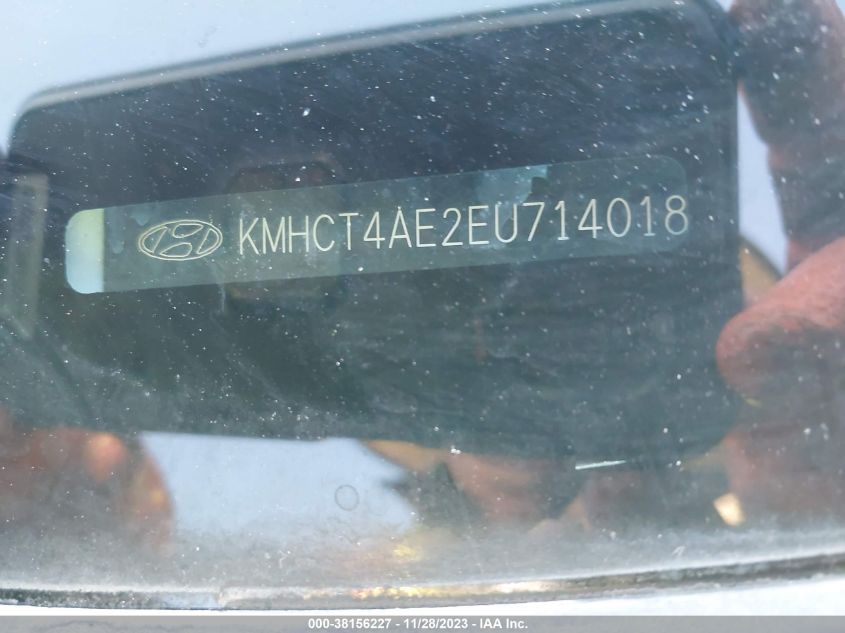 KMHCT4AE2EU714018
000-38156227 - 11/28/2023 - IAA Inc.